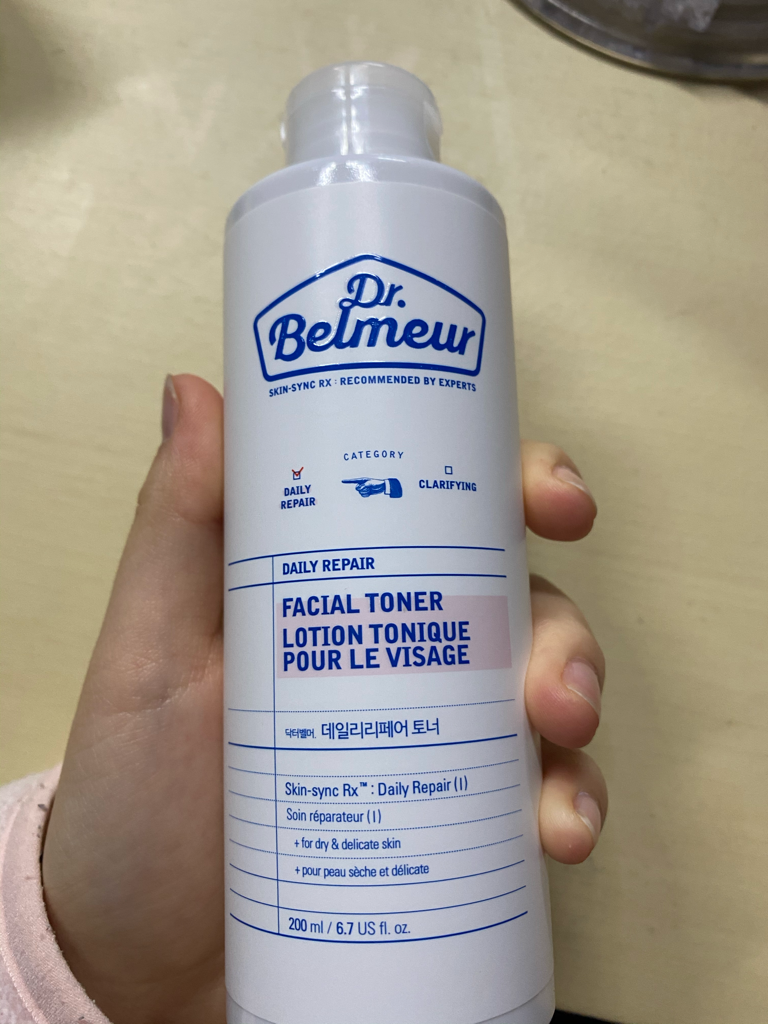 Dr.
Belmeur
SKIN-SYNC RX : RECOMMENDED BY EXPERTS
CATEGORY
DAILY
REPAIR
CLARIFYING
DAILY REPAIR
FACIAL TONER
LOTION TONIQUE
POUR LE VISAGE
닥터벨머. 데일리리페어 토너
Skin-sync Rx™ : Daily Repair (I)
Soin réparateur (I)
+ for dry & delicate skin
+ pour peau sèche et délicate
200 ml / 6.7 US fl. oz.